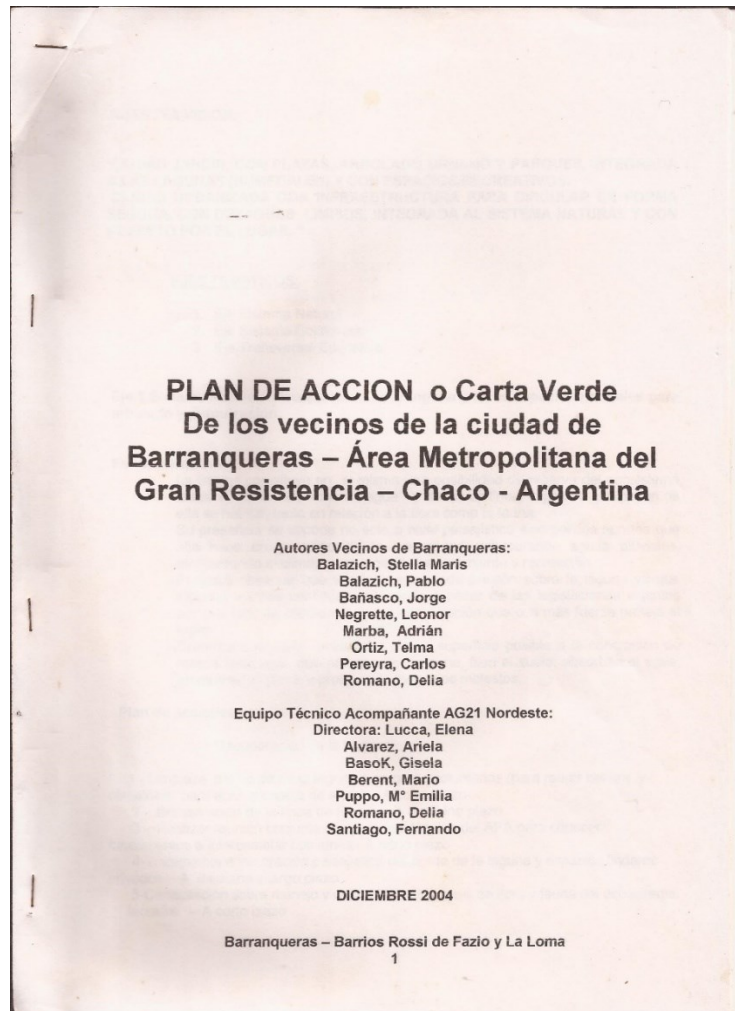 PLAN DE ACCION o Carta Verde
De los vecinos de la ciudad de
Barranqueras – Área Metropolitana del
Gran Resistencia – Chaco - Argentina
Autores Vecinos de Barranqueras:
Balazich, Stella Maris
Balazich, Pablo
Bañasco, Jorge
Negrette, Leonor
Marba, Adrián
Ortiz, Telma
Pereyra, Carlos
Romano, Delia
Equipo Técnico Acompañante AG21 Nordeste:
Directora: Lucca, Elena
Alvarez, Ariela
BasoK, Gisela
Berent, Mario
Puppo, M° Emilia
Romano, Delia
Santiago, Fernando
DICIEMBRE 2004
Barranqueras – Barrios Rossi de Fazio y La Loma
1